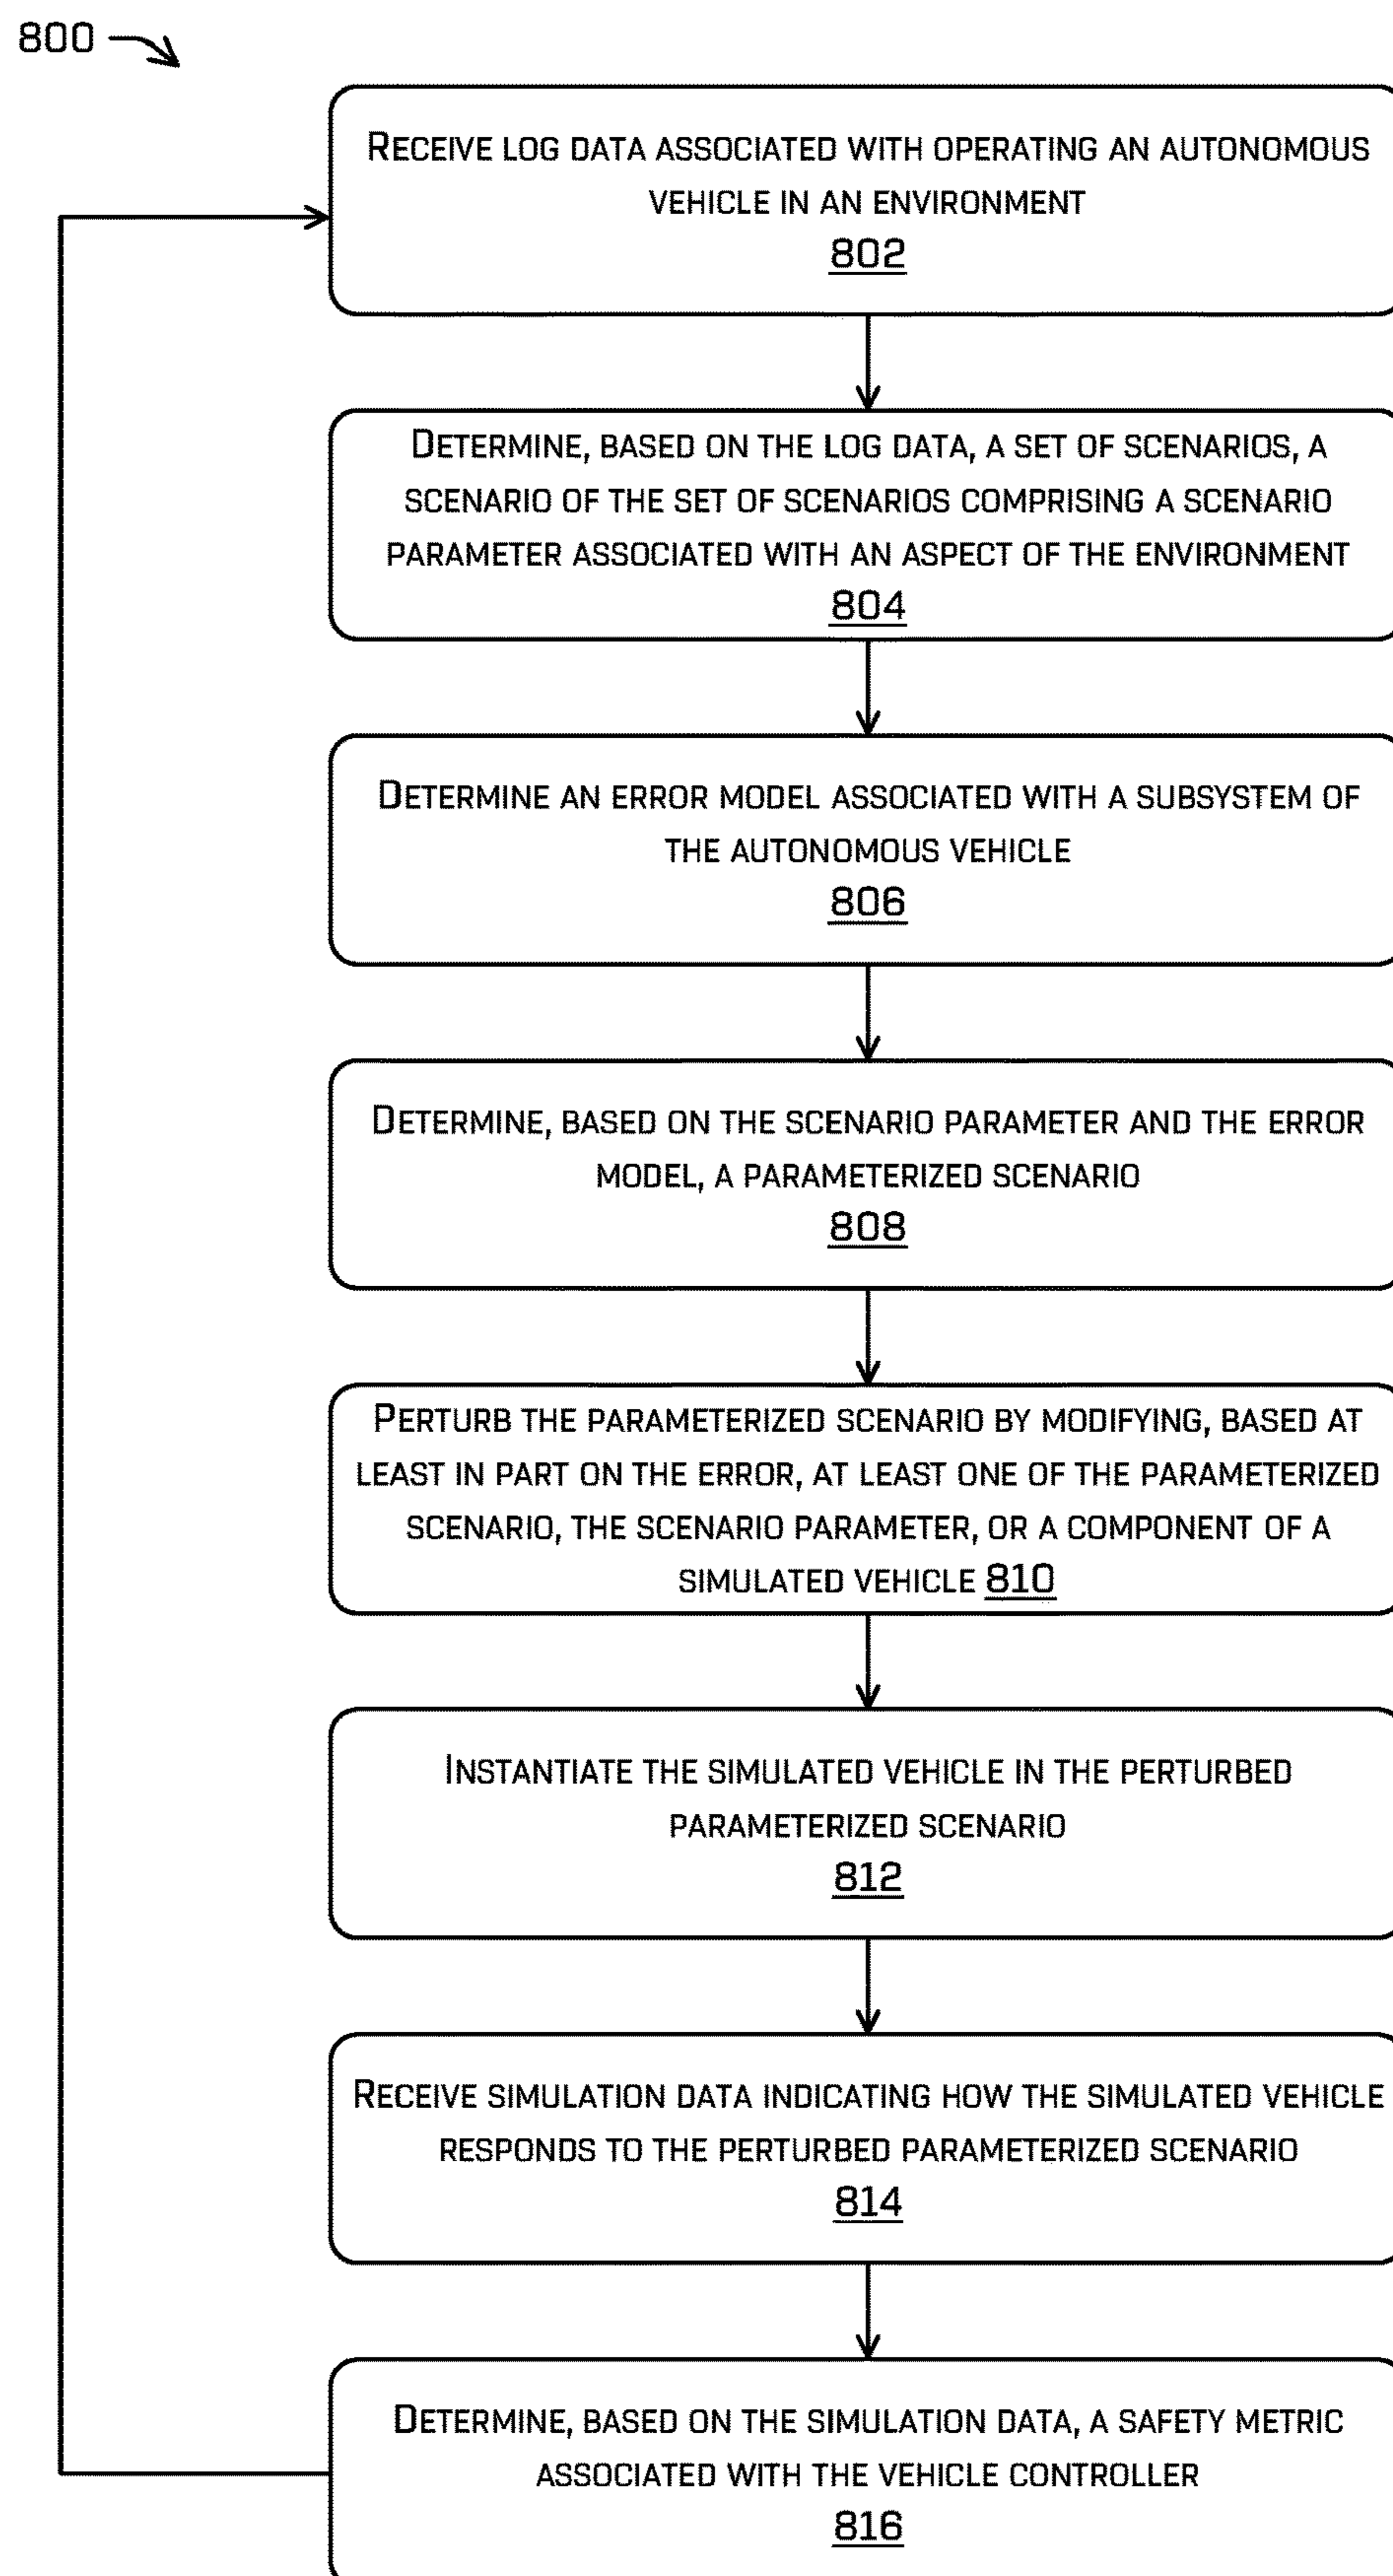 800
RECEIVE LOG DATA ASSOCIATED WITH OPERATING AN AUTONOMOUS
VEHICLE IN AN ENVIRONMENT
802
DETERMINE, BASED ON THE LOG DATA, A SET OF SCENARIOS, A
SCENARIO OF THE SET OF SCENARIOS COMPRISING A SCENARIO
PARAMETER ASSOCIATED WITH AN ASPECT OF THE ENVIRONMENT
804
DETERMINE AN ERROR MODEL ASSOCIATED WITH A SUBSYSTEM OF
THE AUTONOMOUS VEHICLE
806
DETERMINE, BASED ON THE SCENARIO PARAMETER AND THE ERROR
MODEL, A PARAMETERIZED SCENARIO
808
PERTURB THE PARAMETERIZED SCENARIO BY MODIFYING, BASED AT
LEAST IN PART ON THE ERROR, AT LEAST ONE OF THE PARAMETERIZED
SCENARIO, THE SCENARIO PARAMETER, OR A COMPONENT OF A
SIMULATED VEHICLE 810
INSTANTIATE THE SIMULATED VEHICLE IN THE PERTURBED
PARAMETERIZED SCENARIO
812
RECEIVE SIMULATION DATA INDICATING HOW THE SIMULATED VEHICLE
RESPONDS TO THE PERTURBED PARAMETERIZED SCENARIO
814
DETERMINE, BASED ON THE SIMULATION DATA, A SAFETY METRIC
ASSOCIATED WITH THE VEHICLE CONTROLLER
816